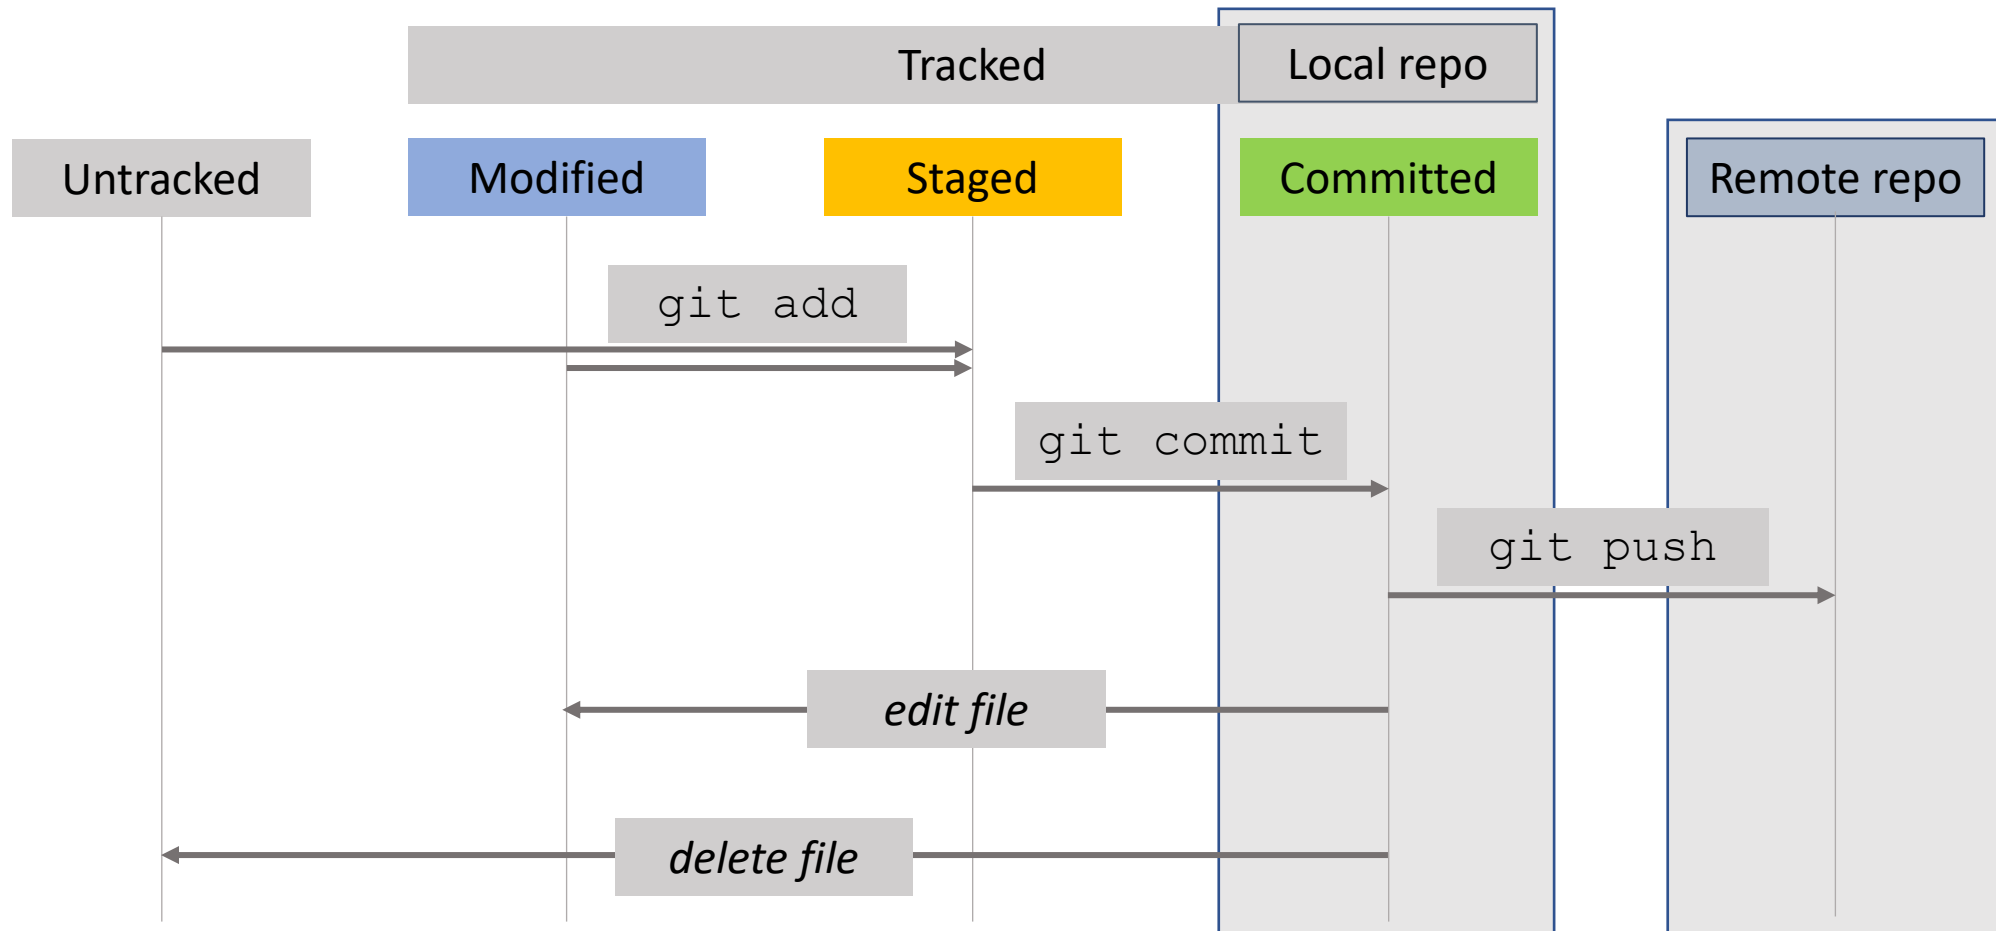 Tracked
Local repo
Untracked
Modified
Staged
Committed
Remote repo
git add
git commit
git push
edit file
delete file